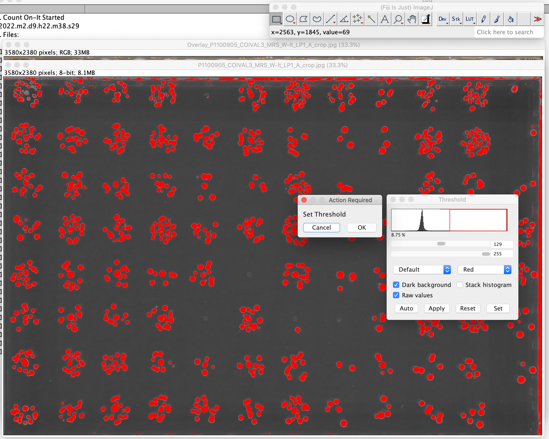 . Count On-It Started
2022.m2.d9.h22.m38.s29
. Files:
(Fiji Is Just) ImageJ
Dev Stk LUT
x=2563, y=1845, value=69
Click here to search
Overlay_P1100905_COIVAL3_MRS_W-lt_LP1_A_crop.jpg (33.3%)
3580x2380 pixels; RGB; 33MB
P1100905_COIVAL3_MRS_W-lt_LP1_A_crop.jpg (33.3%)
3580x2380 pixels; 8-bit; 8.1MB
Action Required
Set Threshold
Cancel OK
Threshold
8.75 %
129
255
Default Red
Dark background Stack histogram
Raw values
Auto Apply Reset Set